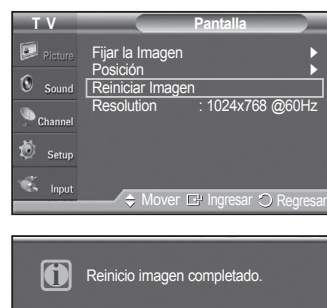 T V Pantalla
Picture
Sound
Channel
Setup
Input
Fijar la Imagen
Posición
Reiniciar Imagen
Resolution : 1024x768 @60Hz
Mover Ingresar Regresar
Reinicio imagen completado.